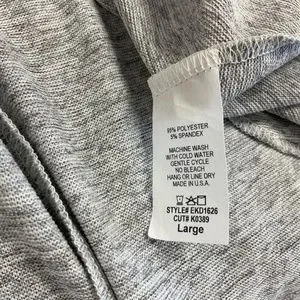 95% POLYESTER
5% SPANDEX
MACHINE WASH
WITH COLD WATER
GENTLE CYCLE
NO BLEACH
HANG OR LINE DRY
MADE IN U.S.A.
STYLE# EKD1626
CUT# K0389
Large